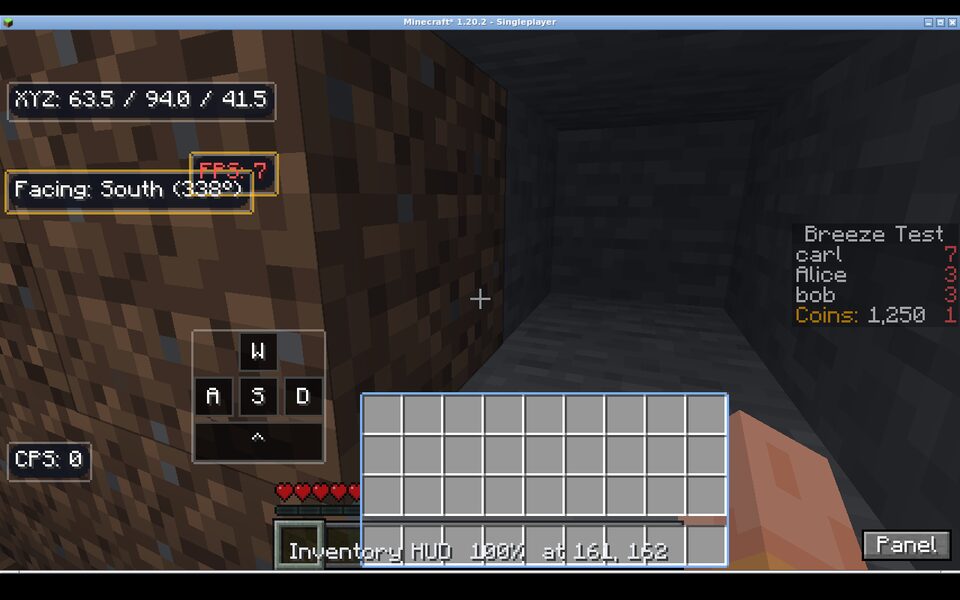 Minecraft* 1.20.2 - Singleplayer
XYZ: 63.5 / 94.0 / 41.5
FPS: 7
Facing: South (338°)
Breeze Test
carl 7
Alice 3
bob 3
Coins: 1,250 1
W
A S D
^
CPS: 0
Inventory HUD 100% at 161, 162
Panel